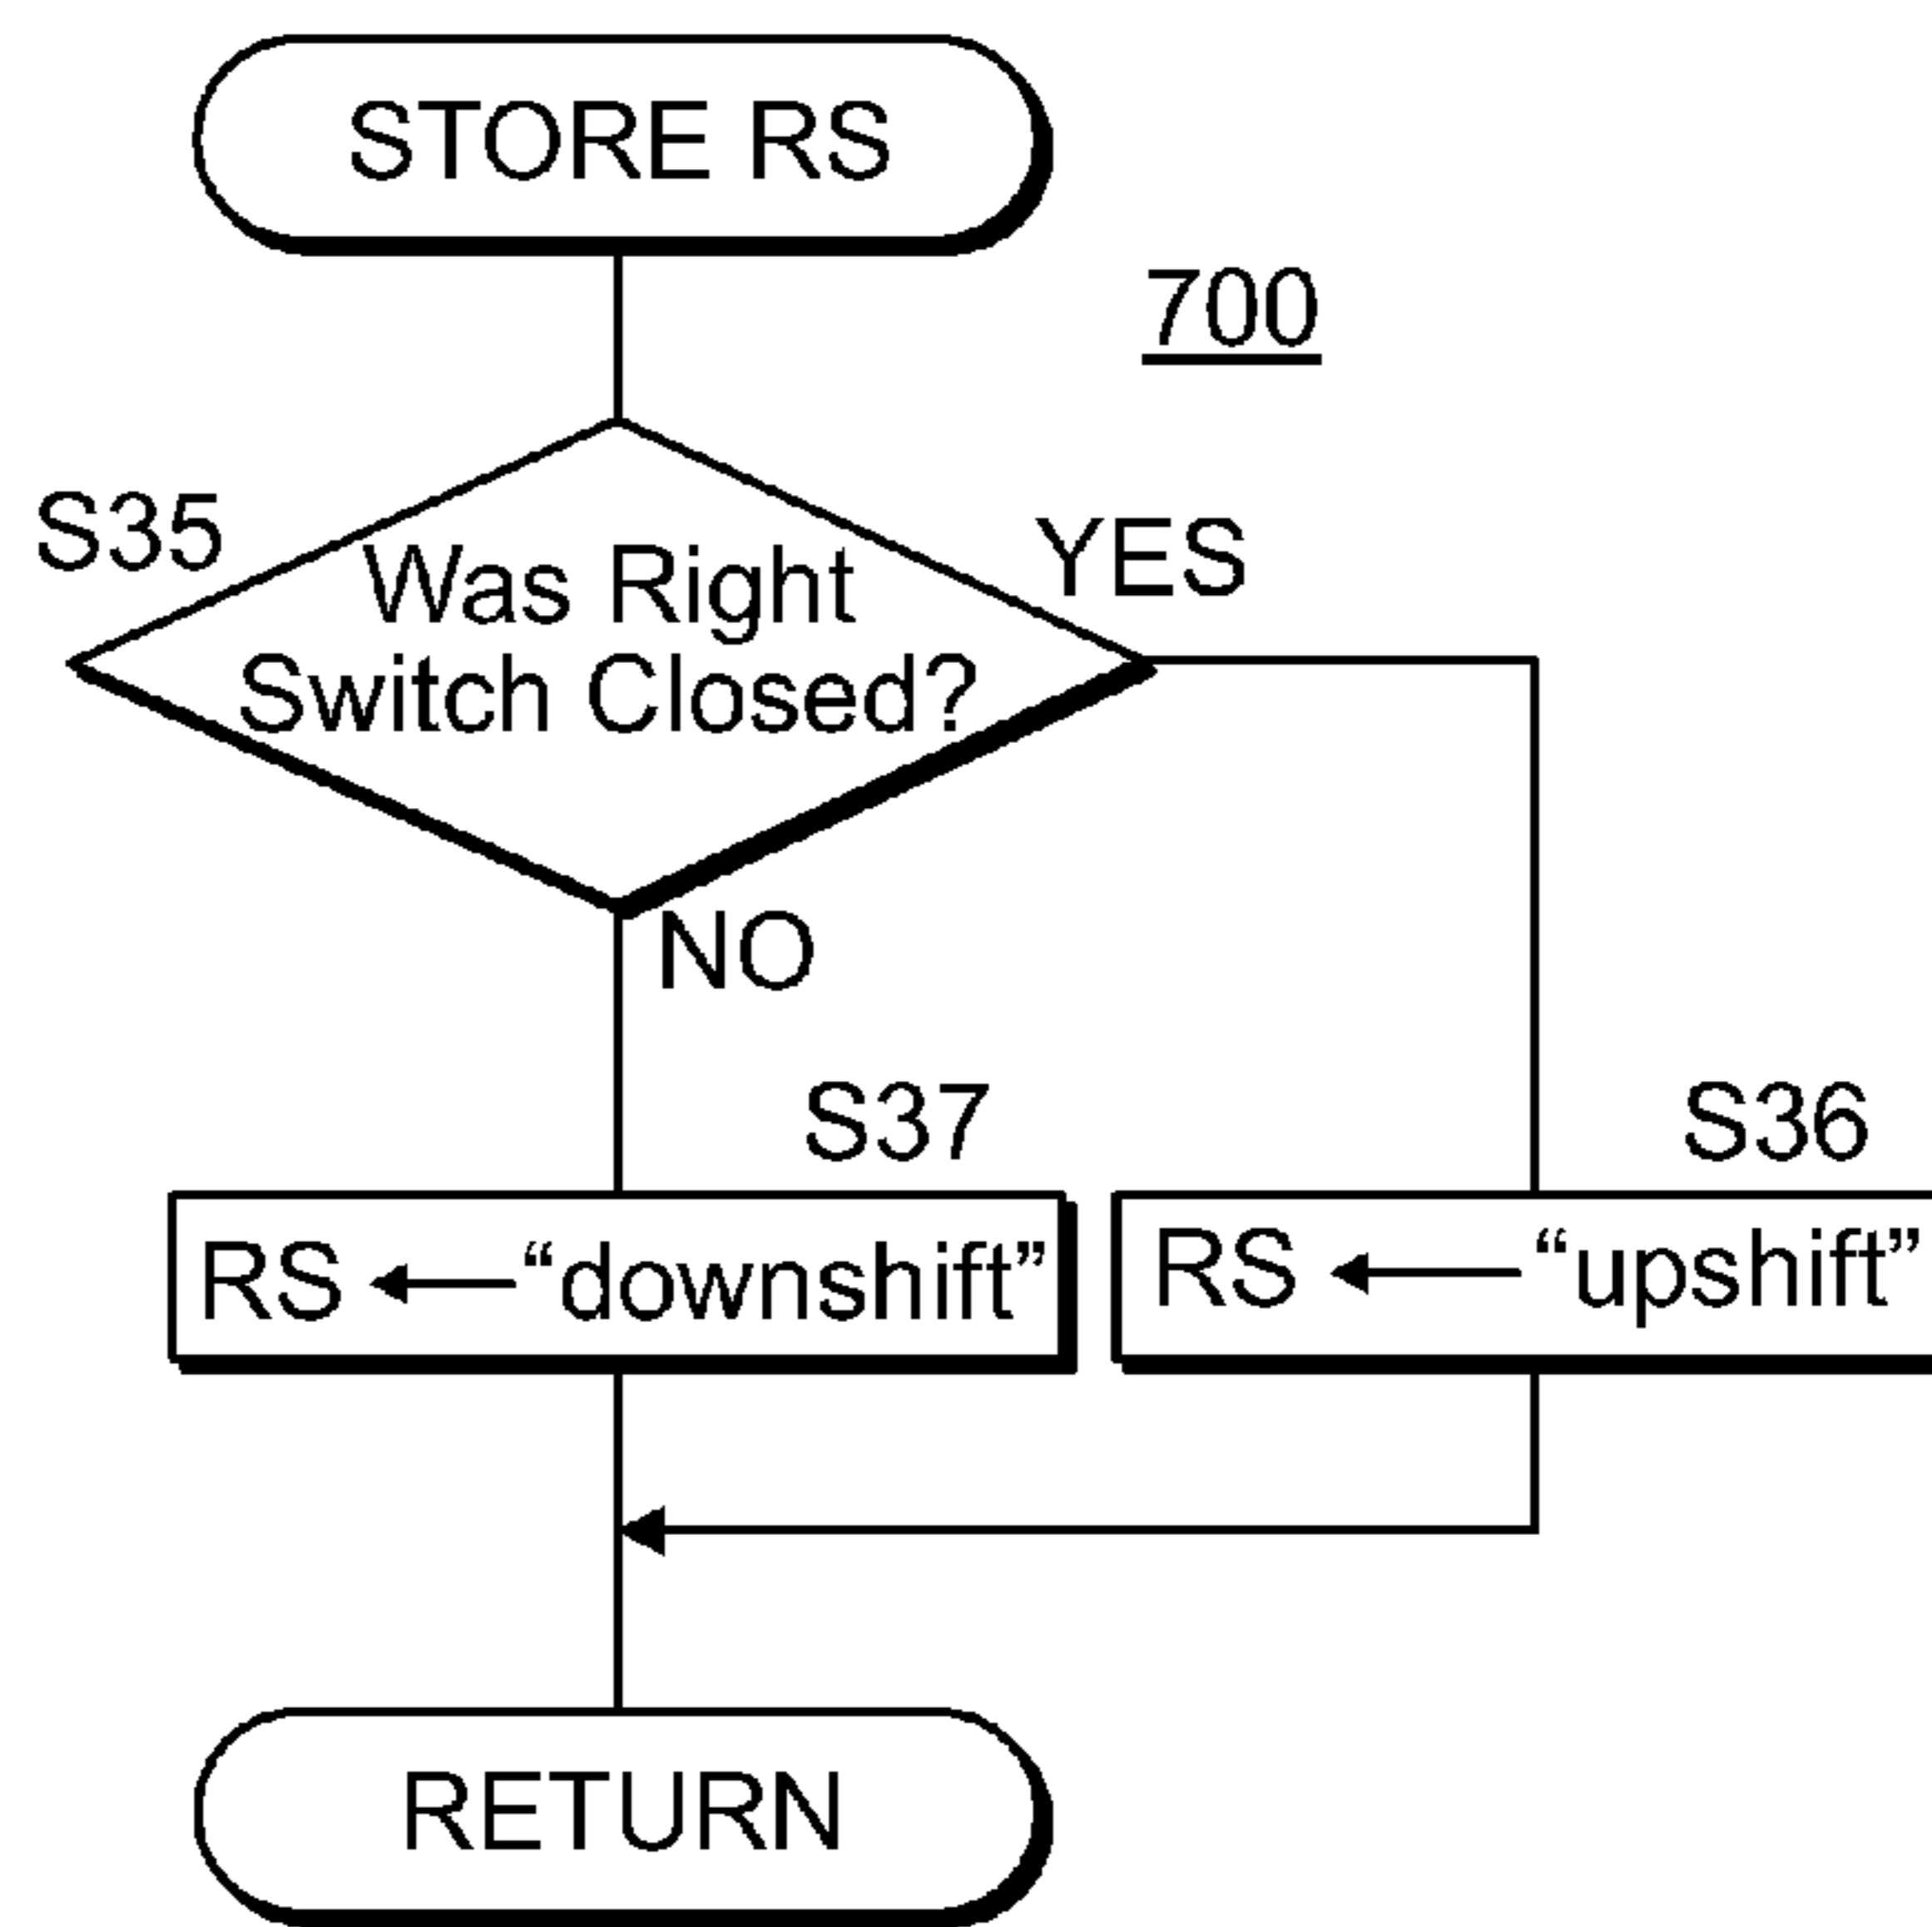 STORE RS
700
S35
Was Right
Switch Closed?
YES
NO
S37
S36
RS ← “downshift”
RS ← “upshift”
RETURN